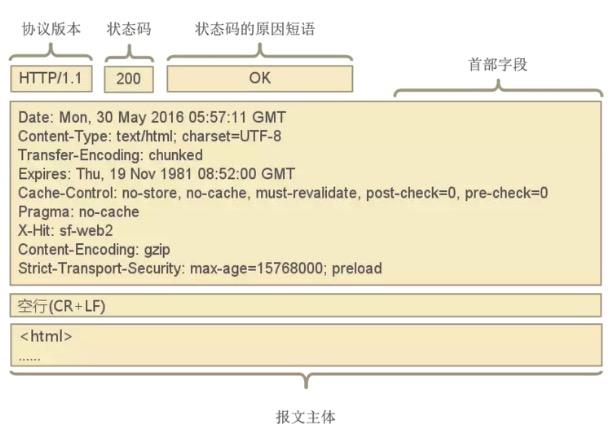 协议版本 状态码 状态码的原因短语
首部字段
HTTP/1.1 200 OK
Date: Mon, 30 May 2016 05:57:11 GMT
Content-Type: text/html; charset=UTF-8
Transfer-Encoding: chunked
Expires: Thu, 19 Nov 1981 08:52:00 GMT
Cache-Control: no-store, no-cache, must-revalidate, post-check=0, pre-check=0
Pragma: no-cache
X-Hit: sf-web2
Content-Encoding: gzip
Strict-Transport-Security: max-age=15768000; preload
空行(CR+LF)
<html>
......
报文主体